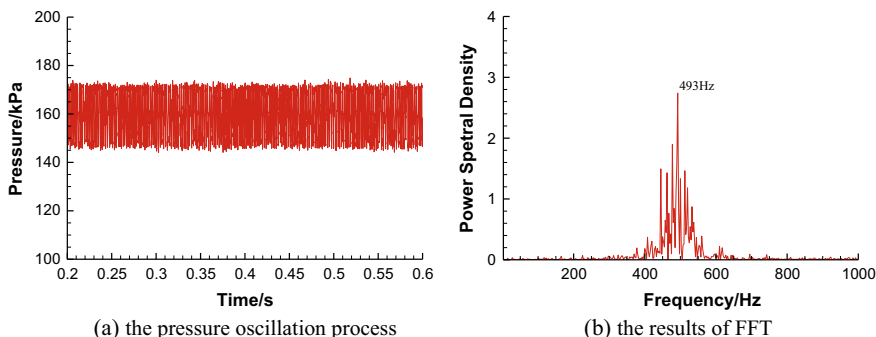 200
180
160
140
120
100
Pressure/kPa
0.2 0.25 0.3 0.35 0.4 0.45 0.5 0.55 0.6
Time/s
(a) the pressure oscillation process
4
3
2
1
0
Power Spetral Density
493Hz
200 400 600 800 1000
Frequency/Hz
(b) the results of FFT